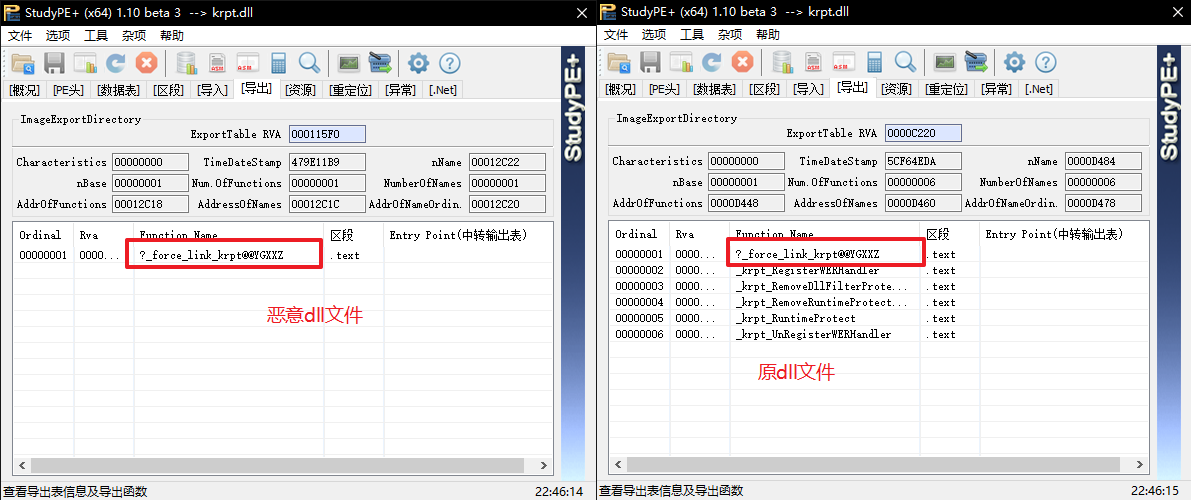 StudyPE+ (x64) 1.10 beta 3 --> krpt.dll
文件 选项 工具 杂项 帮助
[概况] [PE头] [数据表] [区段] [导入] [导出] [资源] [重定位] [异常] [.Net]
StudyPE+
ImageExportDirectory
ExportTable RVA 000115F0
Characteristics 00000000 TimeDateStamp 479E11B9 nName 00012C22
nBase 00000001 Num.OfFunctions 00000001 NumberOfNames 00000001
AddrOfFunctions 00012C18 AddressOfNames 00012C1C AddrOfNameOrdin. 00012C20
Ordinal Rva Function Name 区段 Entry Point(中转输出表)
00000001 0000... ?_force_link_krpt@@YGXXZ .text
恶意dll文件
查看导出表信息及导出函数 22:46:14
StudyPE+ (x64) 1.10 beta 3 --> krpt.dll
文件 选项 工具 杂项 帮助
[概况] [PE头] [数据表] [区段] [导入] [导出] [资源] [重定位] [异常] [.Net]
StudyPE+
ImageExportDirectory
ExportTable RVA 0000C220
Characteristics 00000000 TimeDateStamp 5CF64EDA nName 0000D484
nBase 00000001 Num.OfFunctions 00000006 NumberOfNames 00000006
AddrOfFunctions 0000D448 AddressOfNames 0000D460 AddrOfNameOrdin. 0000D478
Ordinal Rva Function Name 区段 Entry Point(中转输出表)
00000001 0000... ?_force_link_krpt@@YGXXZ .text
00000002 0000... _krpt_RegisterWERHandler .text
00000003 0000... _krpt_RemoveDllFilterProte... .text
00000004 0000... _krpt_RemoveRuntimeProtect... .text
00000005 0000... _krpt_RuntimeProtect .text
00000006 0000... _krpt_UnRegisterWERHandler .text
原dll文件
查看导出表信息及导出函数 22:46:15